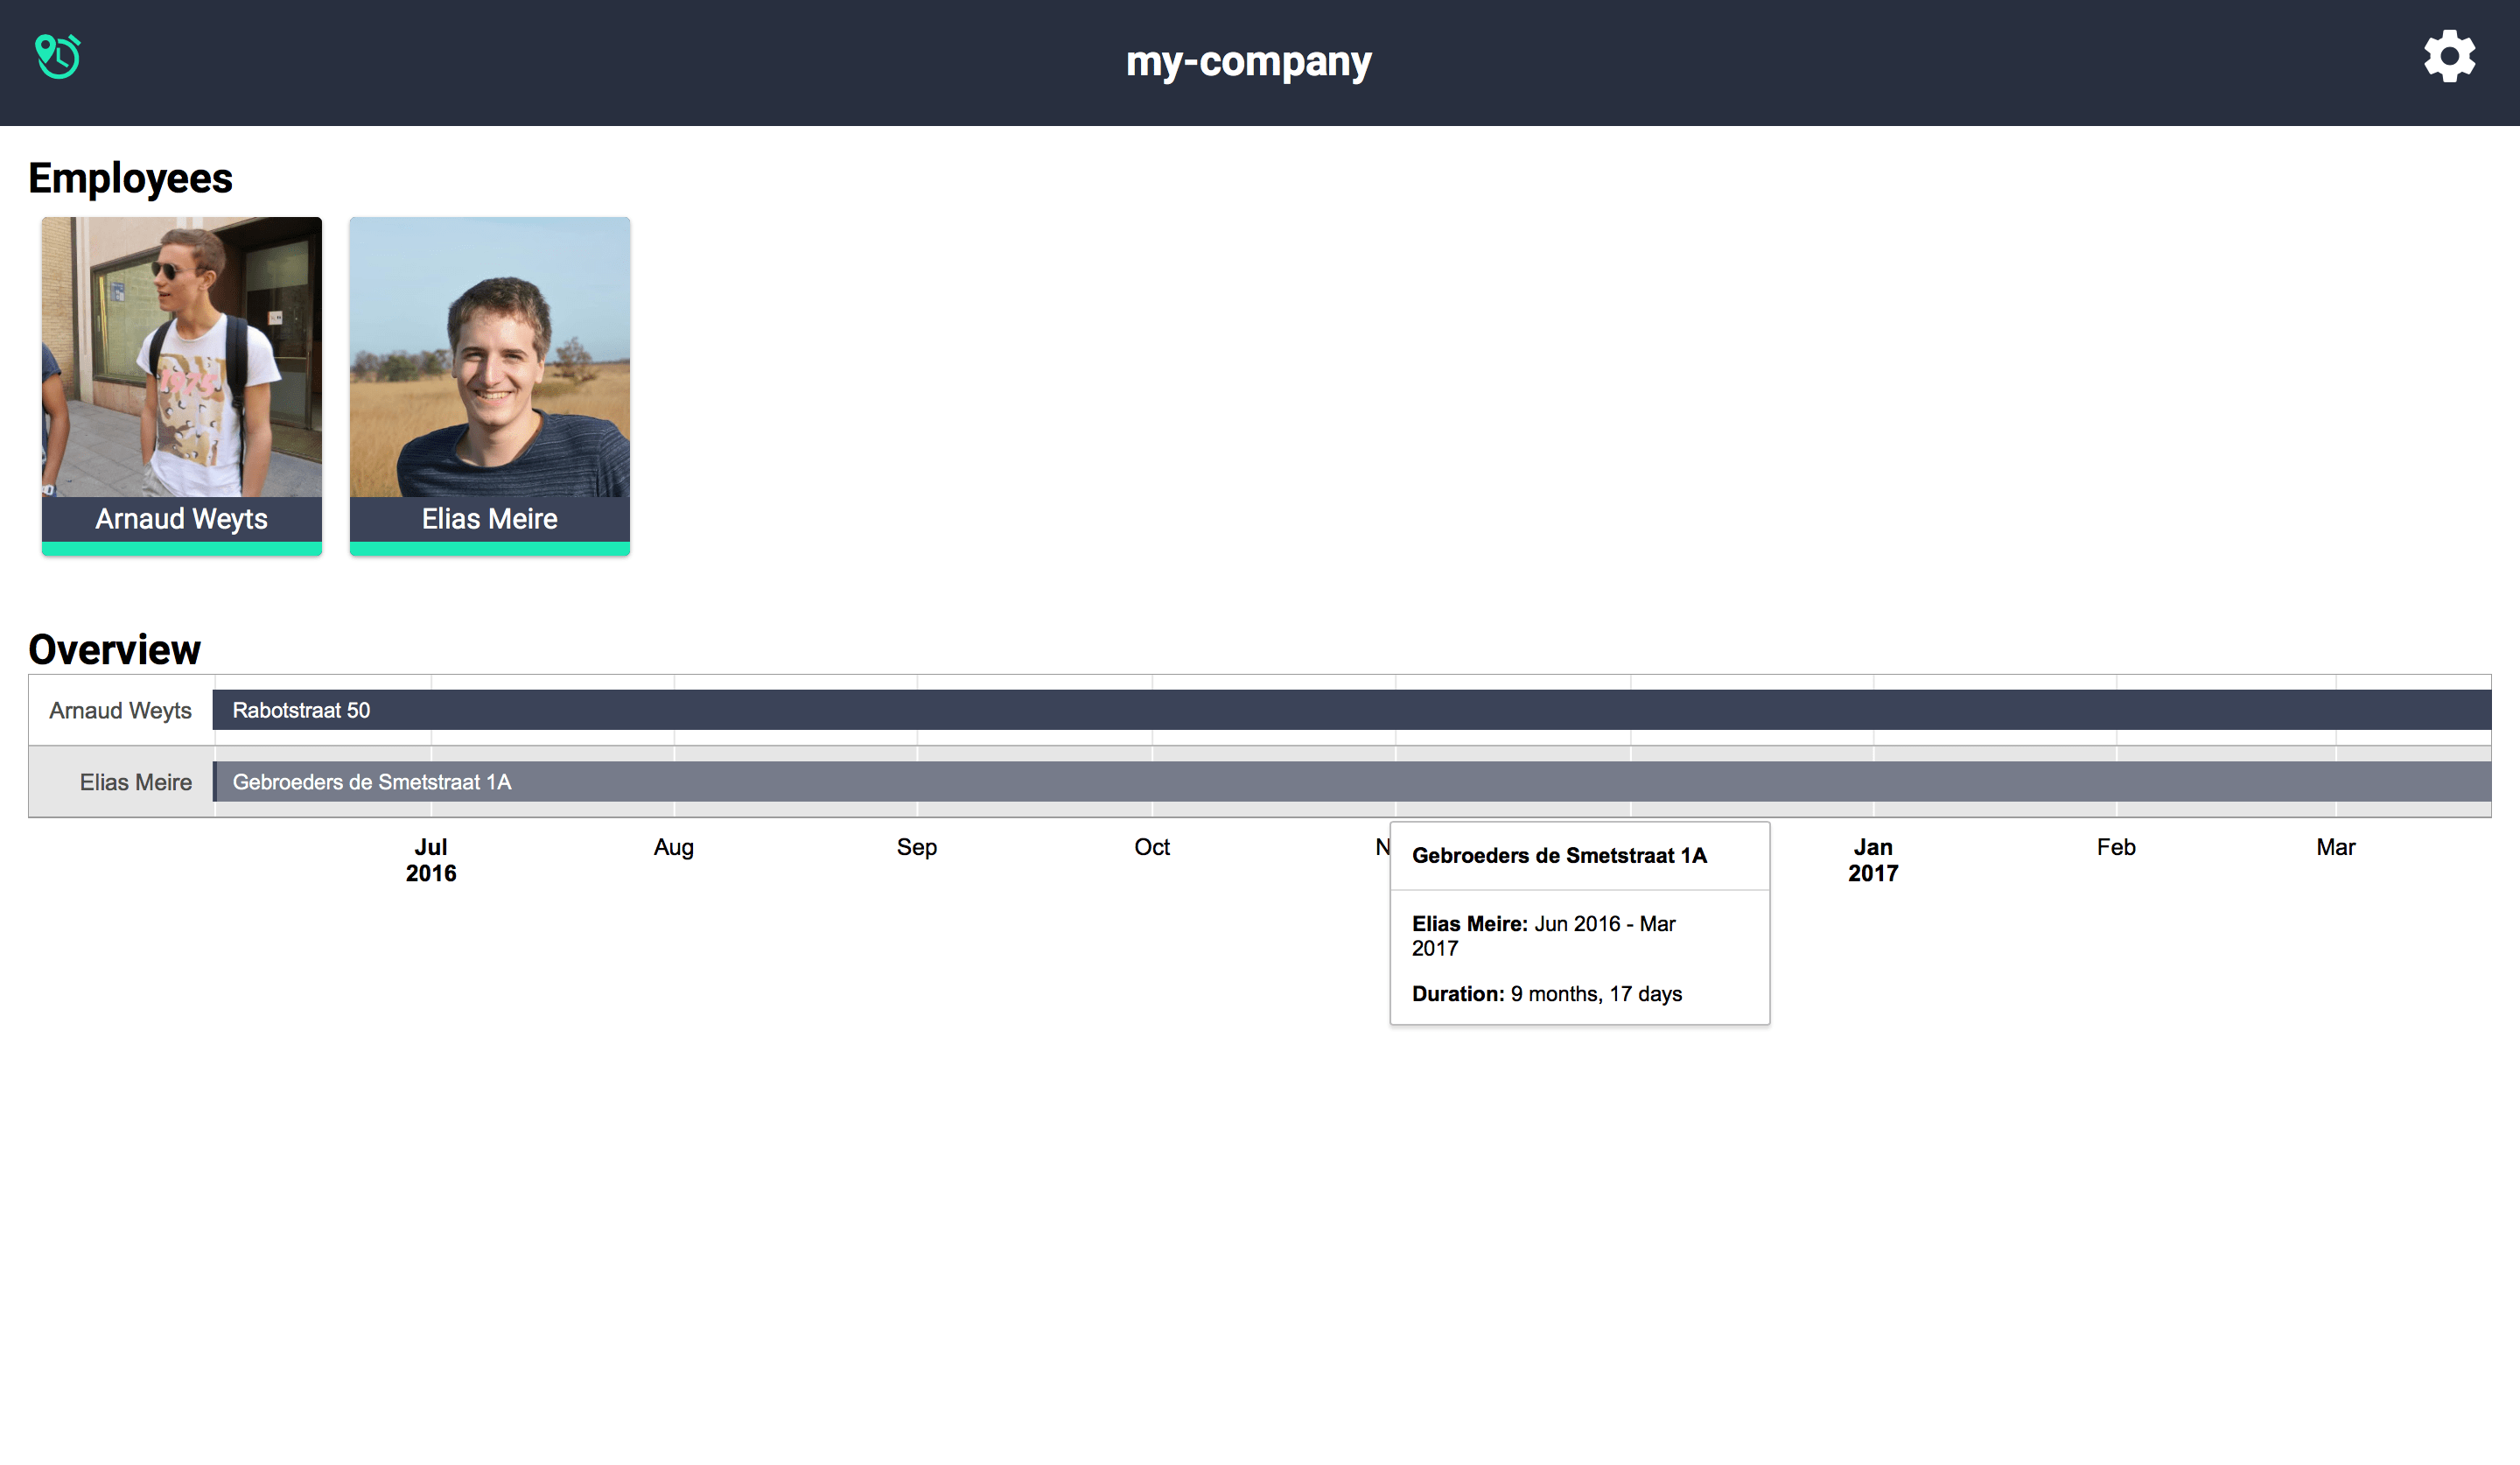 my-company
Employees
Arnaud Weyts
Elias Meire
Overview
Arnaud Weyts
Rabotstraat 50
Elias Meire
Gebroeders de Smetstraat 1A
Jul
2016
Aug
Sep
Oct
N
Jan
2017
Feb
Mar
Gebroeders de Smetstraat 1A
Elias Meire: Jun 2016 - Mar
2017
Duration: 9 months, 17 days